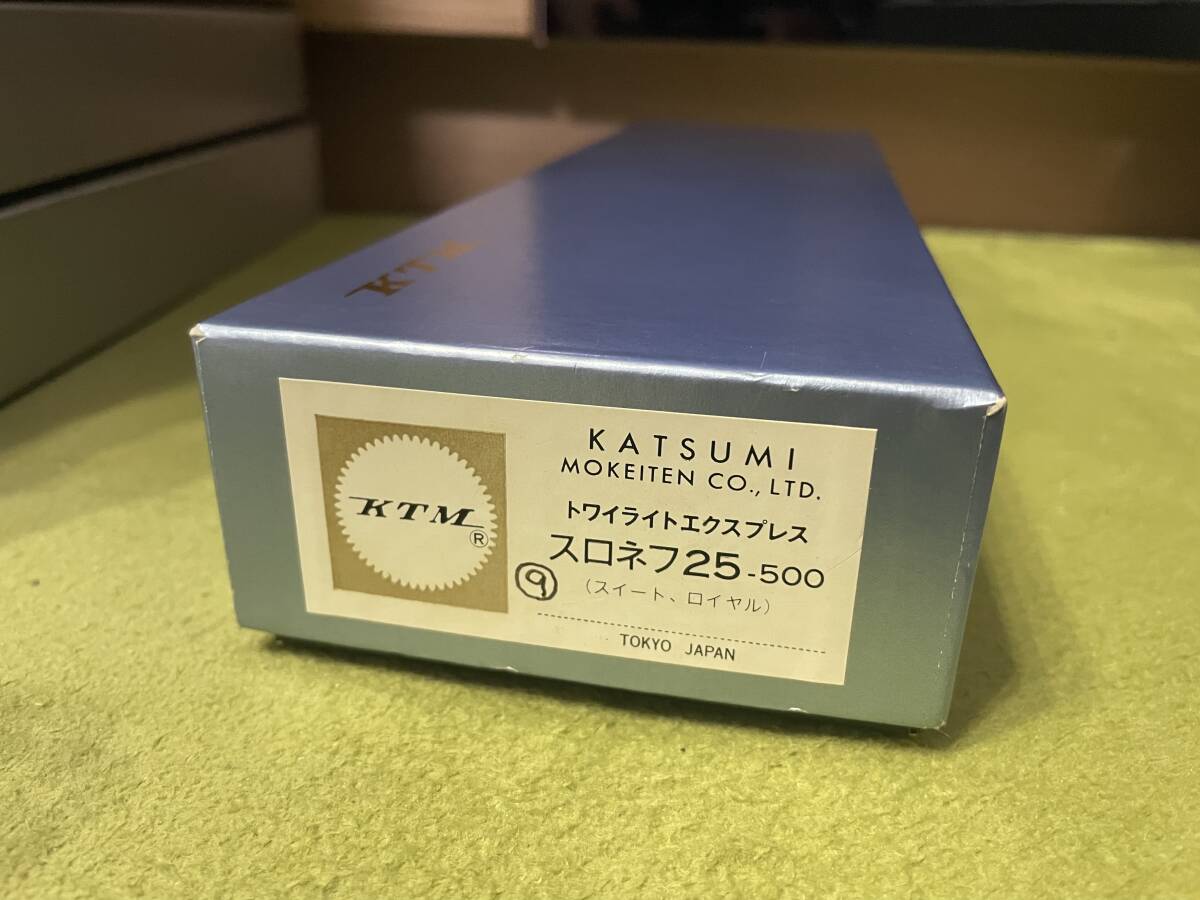 KTM
KTM®
KATSUMI
MOKEITEN CO., LTD.
トワイライトエクスプレス
スロネフ25-500
⑨
(スイート、ロイヤル)
TOKYO JAPAN